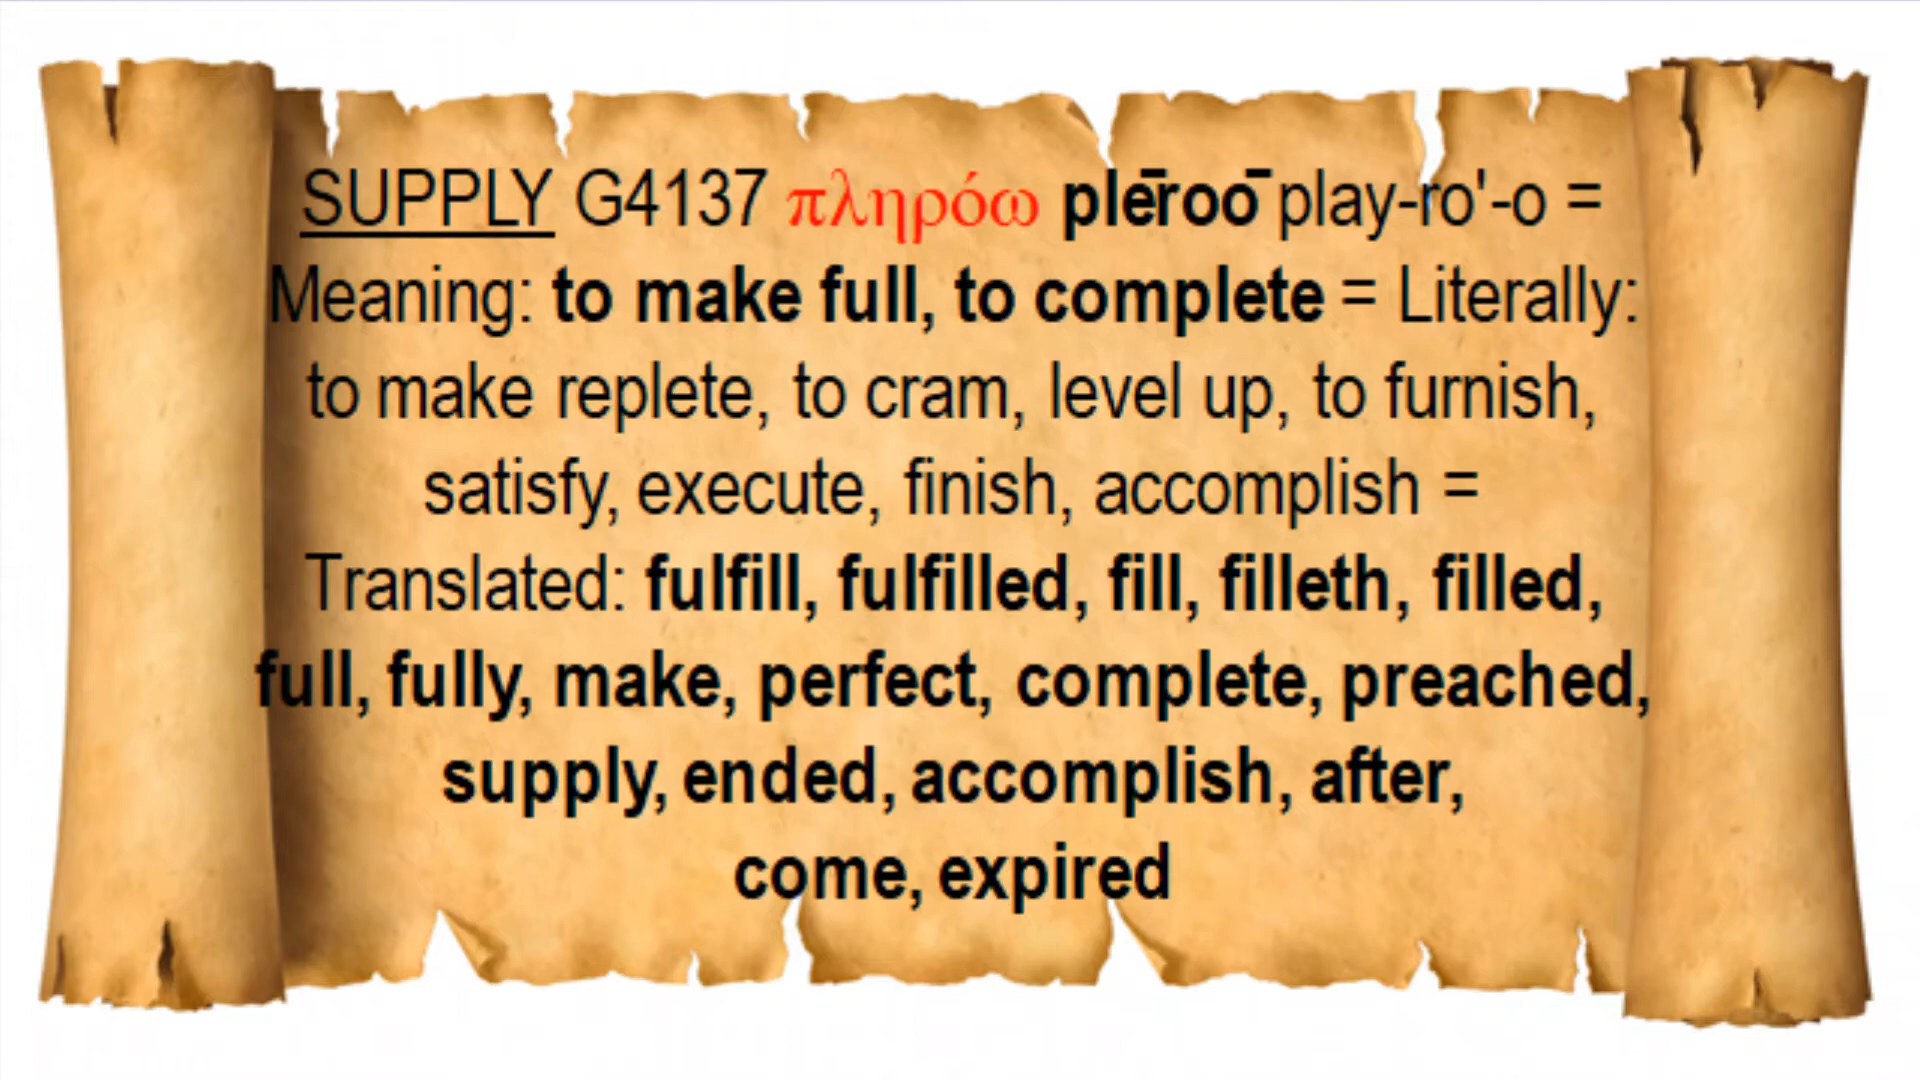 SUPPLY G4137 πληρόω plēroō play-ro'-o =
Meaning: to make full, to complete = Literally:
to make replete, to cram, level up, to furnish,
satisfy, execute, finish, accomplish =
Translated: fulfill, fulfilled, fill, filleth, filled,
full, fully, make, perfect, complete, preached,
supply, ended, accomplish, after,
come, expired